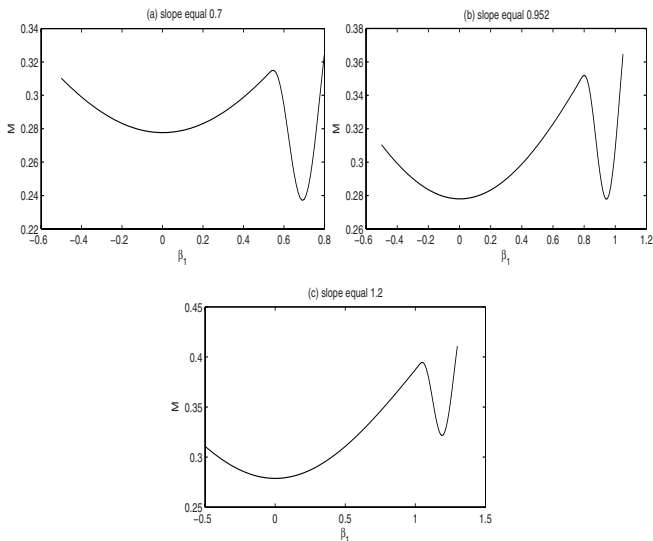 (a) slope equal 0.7
0.34
0.32
0.3
0.28
0.26
0.24
0.22
M
−0.6 −0.4 −0.2 0 0.2 0.4 0.6 0.8
β1
(b) slope equal 0.952
0.38
0.36
0.34
0.32
0.3
0.28
0.26
M
−0.6 −0.4 −0.2 0 0.2 0.4 0.6 0.8 1 1.2
β1
(c) slope equal 1.2
0.45
0.4
0.35
0.3
0.25
M
−0.5 0 0.5 1 1.5
β1